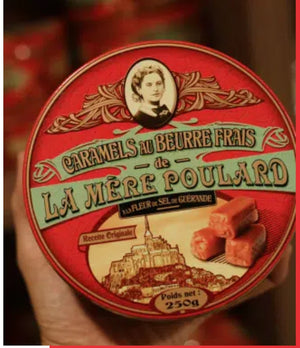 CARAMELS AU BEURRE FRAIS
de
LA MÈRE POULARD
À LA FLEUR DE SEL DE GUÉRANDE
Recette Originale
Poids net :
250g